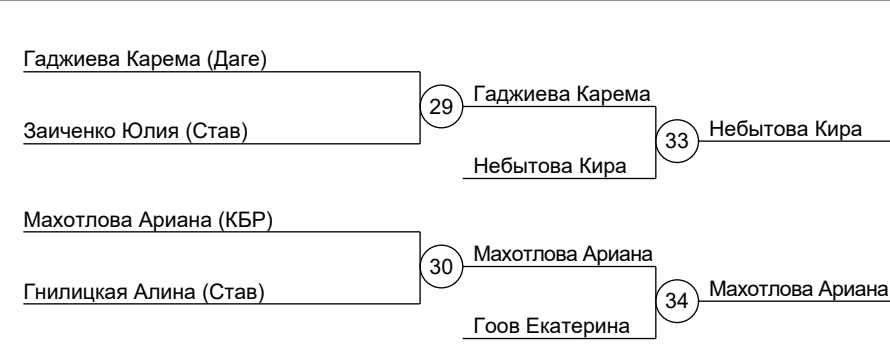 Гаджиева Карема (Даге)
29
Гаджиева Карема
Заиченко Юлия (Став)
33
Небытова Кира
Небытова Кира
Махотлова Ариана (КБР)
30
Махотлова Ариана
Гнилицкая Алина (Став)
34
Махотлова Ариана
Гоов Екатерина